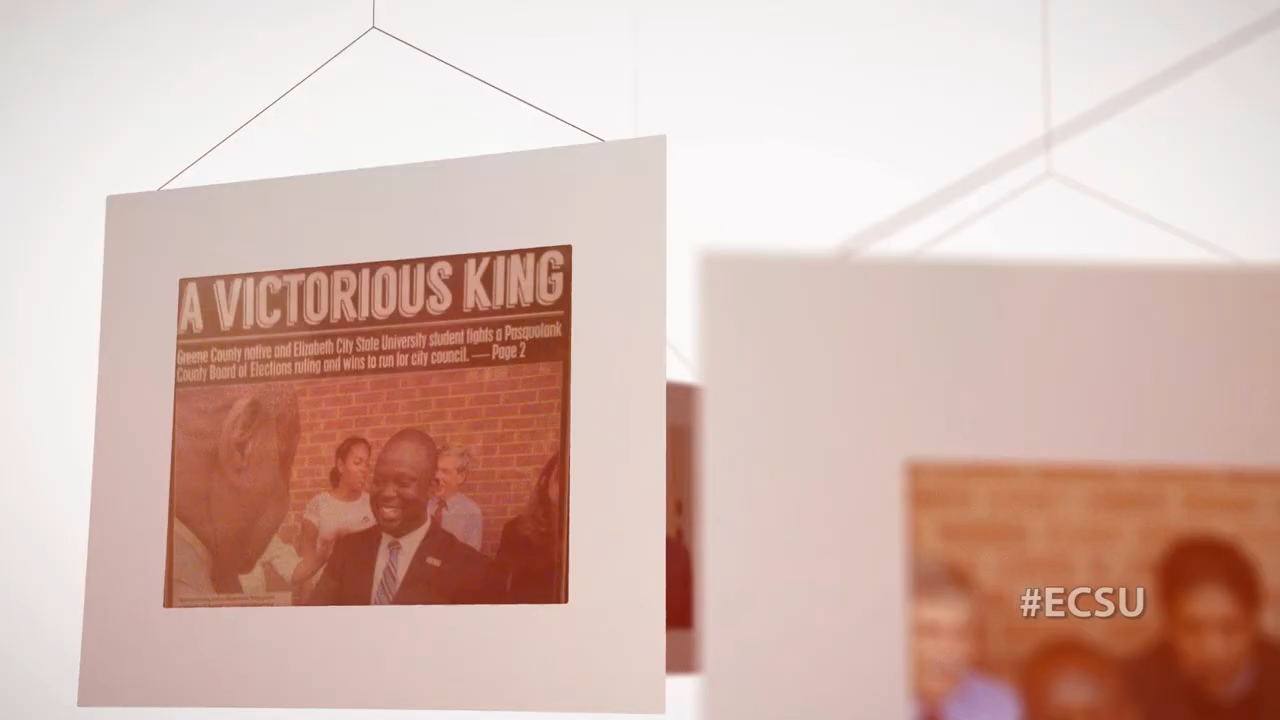 A VICTORIOUS KING
Greene County native and Elizabeth City State University student fights a Pasquotank
County Board of Elections ruling and wins to run for city council. — Page 2
#ECSU